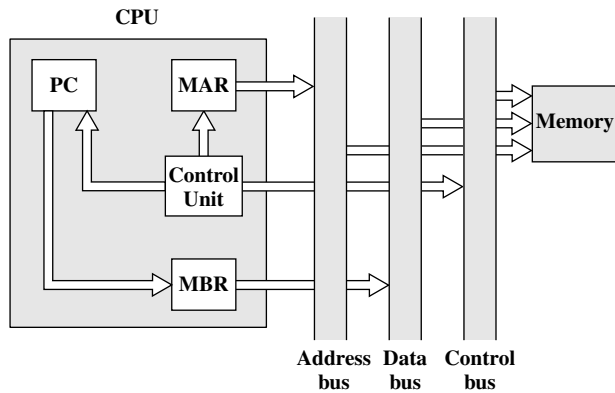 CPU
PC
MAR
Memory
Control
Unit
MBR
Address
bus
Data
bus
Control
bus